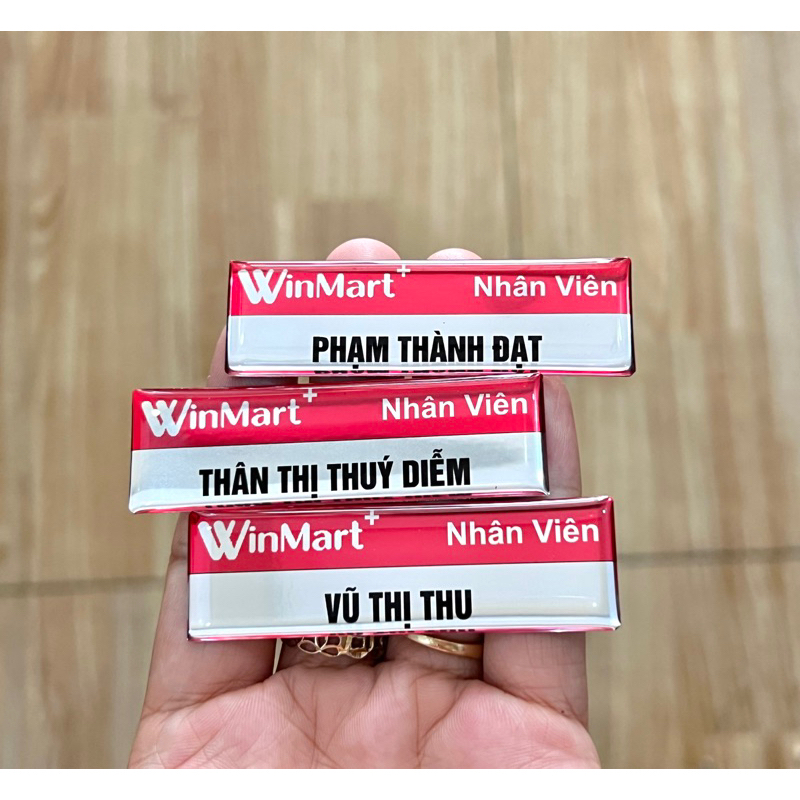 WinMart+ Nhân Viên
PHẠM THÀNH ĐẠT
WinMart+ Nhân Viên
THÂN THỊ THUÝ DIỄM
WinMart+ Nhân Viên
VŨ THỊ THU